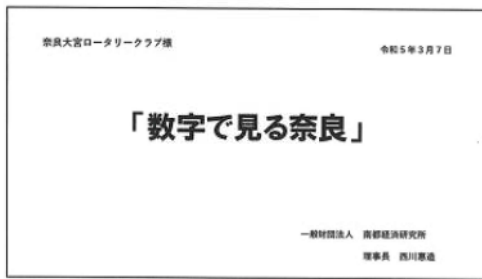 奈良大宮ロータリークラブ様
令和5年3月7日
「数字で見る奈良」
一般財団法人 南都経済研究所
理事長 西川惠造